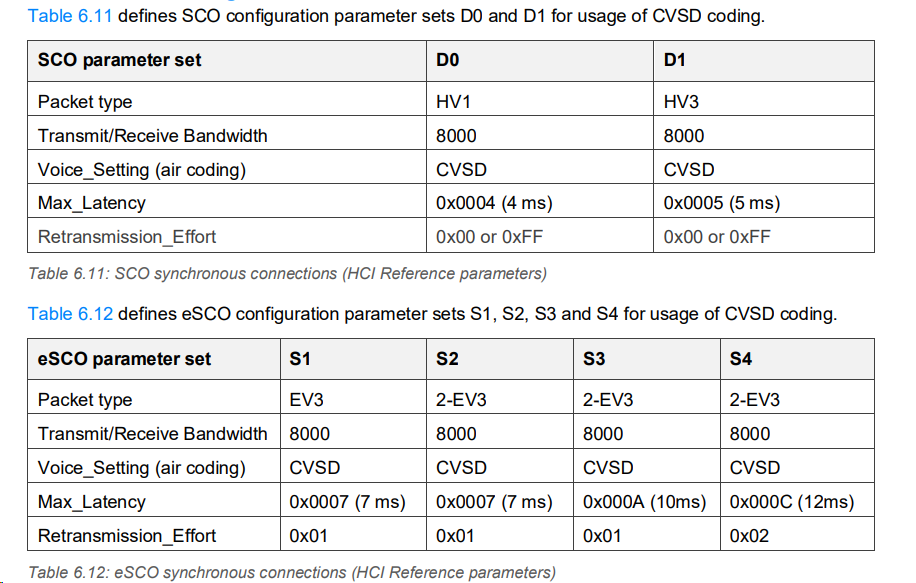 Table 6.11 defines SCO configuration parameter sets D0 and D1 for usage of CVSD coding.
SCO parameter set D0 D1
Packet type HV1 HV3
Transmit/Receive Bandwidth 8000 8000
Voice_Setting (air coding) CVSD CVSD
Max_Latency 0x0004 (4 ms) 0x0005 (5 ms)
Retransmission_Effort 0x00 or 0xFF 0x00 or 0xFF
Table 6.11: SCO synchronous connections (HCI Reference parameters)
Table 6.12 defines eSCO configuration parameter sets S1, S2, S3 and S4 for usage of CVSD coding.
eSCO parameter set S1 S2 S3 S4
Packet type EV3 2-EV3 2-EV3 2-EV3
Transmit/Receive Bandwidth 8000 8000 8000 8000
Voice_Setting (air coding) CVSD CVSD CVSD CVSD
Max_Latency 0x0007 (7 ms) 0x0007 (7 ms) 0x000A (10ms) 0x000C (12ms)
Retransmission_Effort 0x01 0x01 0x01 0x02
Table 6.12: eSCO synchronous connections (HCI Reference parameters)